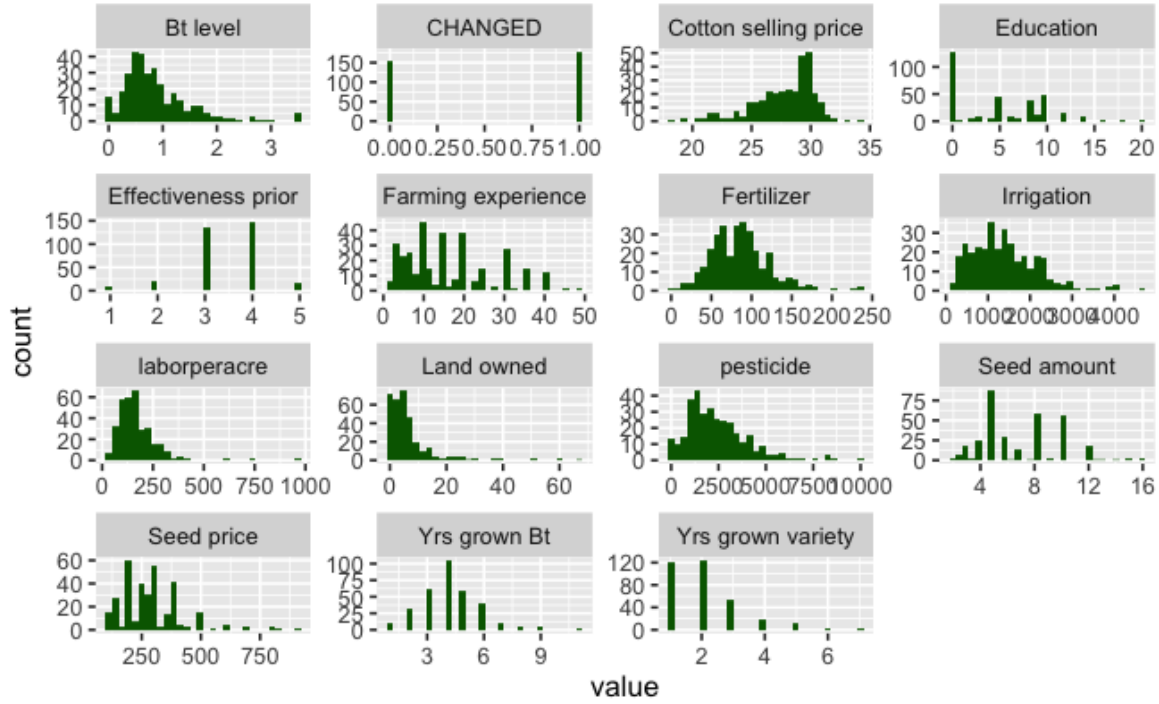 Bt level
CHANGED
Cotton selling price
Education
40
30
20
10
0
150
100
50
0
50
40
30
20
10
0
100
50
0
0 1 2 3
0.00 0.25 0.50 0.75 1.00
20 25 30 35
0 5 10 15 20
Effectiveness prior
Farming experience
Fertilizer
Irrigation
150
100
50
0
40
30
20
10
0
30
20
10
0
30
20
10
0
1 2 3 4 5
0 10 20 30 40 50
0 50 100 150 200 250
0 1000 2000 3000 4000
count
laborperacre
Land owned
pesticide
Seed amount
60
40
20
0
60
40
20
0
40
30
20
10
0
75
50
25
0
0 250 500 750 1000
0 20 40 60
0 2500 5000 7500 10000
4 8 12 16
Seed price
Yrs grown Bt
Yrs grown variety
60
40
20
0
100
75
50
25
0
120
80
40
0
250 500 750
3 6 9
2 4 6
value